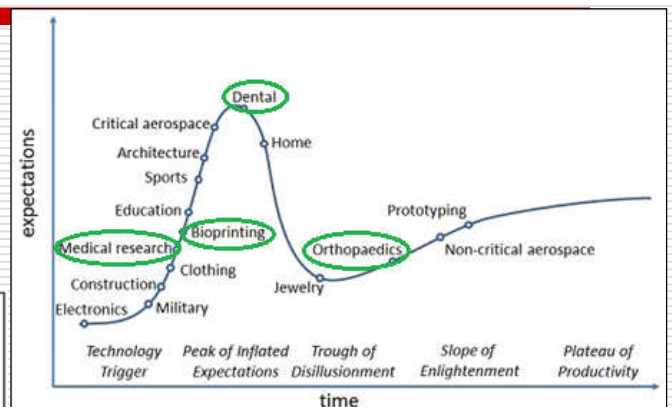 expectations
Dental
Critical aerospace
Home
Architecture
Sports
Education
Bioprinting
Medical research
Clothing
Construction
Electronics
Military
Jewelry
Orthopaedics
Prototyping
Non-critical aerospace
Technology
Trigger
Peak of Inflated
Expectations
Trough of
Disillusionment
Slope of
Enlightenment
Plateau of
Productivity
time